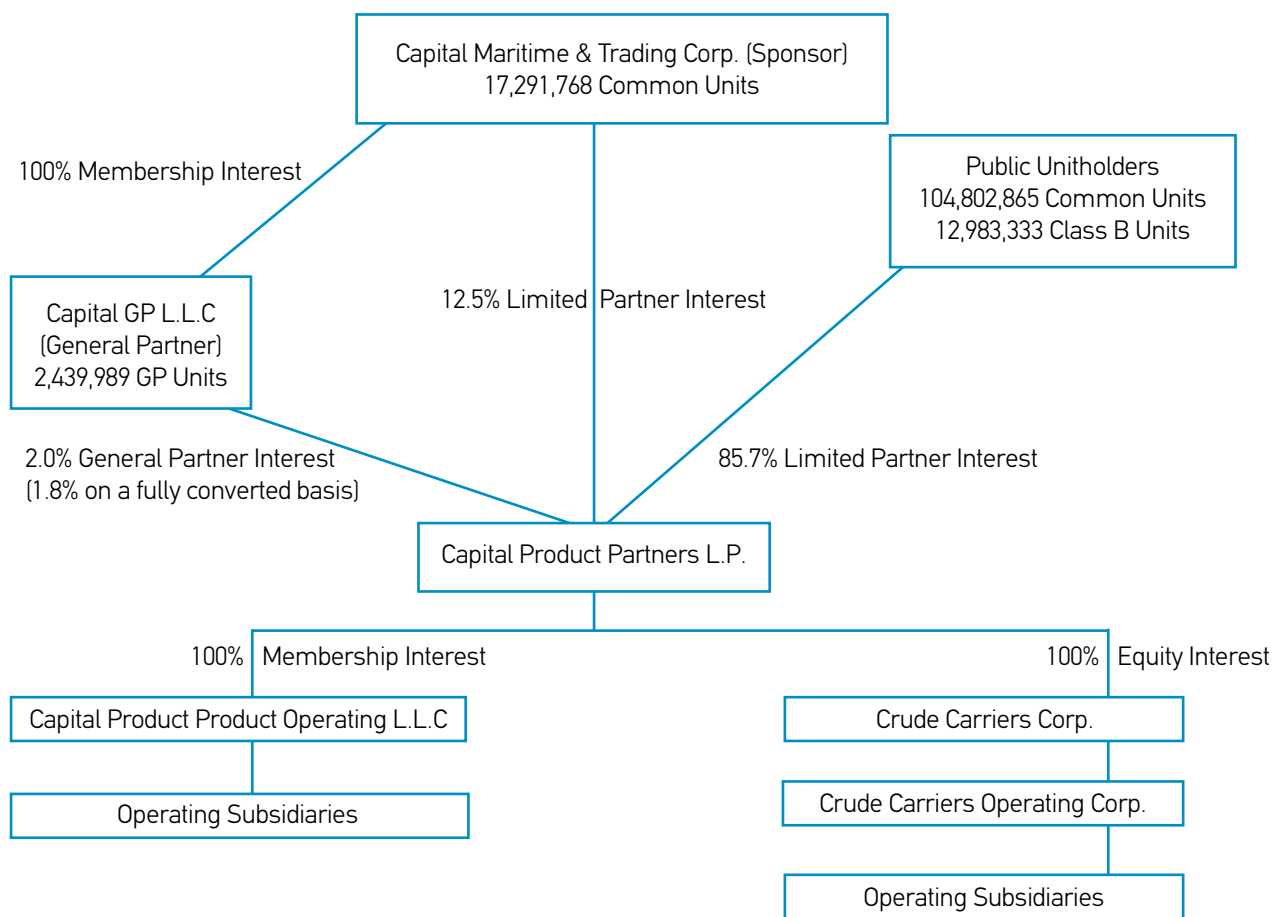 Capital Maritime & Trading Corp. (Sponsor)
17,291,768 Common Units
100% Membership Interest
Public Unitholders
104,802,865 Common Units
12,983,333 Class B Units
Capital GP L.L.C
(General Partner)
2,439,989 GP Units
12.5% Limited Partner Interest
2.0% General Partner Interest
(1.8% on a fully converted basis)
85.7% Limited Partner Interest
Capital Product Partners L.P.
100% Membership Interest
100% Equity Interest
Capital Product Product Operating L.L.C
Crude Carriers Corp.
Operating Subsidiaries
Crude Carriers Operating Corp.
Operating Subsidiaries